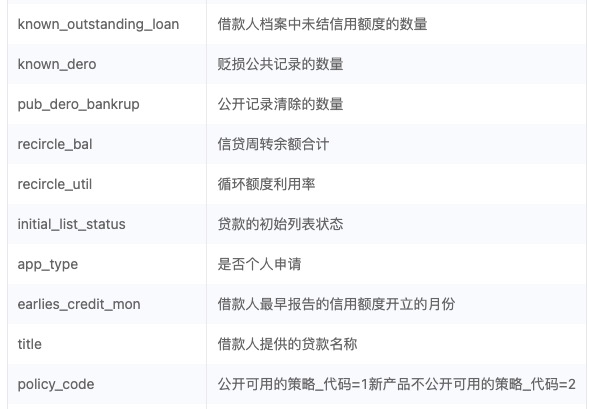 known_outstanding_loan 借款人档案中未结信用额度的数量
known_dero 贬损公共记录的数量
pub_dero_bankrup 公开记录清除的数量
recircle_bal 信贷周转余额合计
recircle_util 循环额度利用率
initial_list_status 贷款的初始列表状态
app_type 是否个人申请
earlies_credit_mon 借款人最早报告的信用额度开立的月份
title 借款人提供的贷款名称
policy_code 公开可用的策略_代码=1新产品不公开可用的策略_代码=2